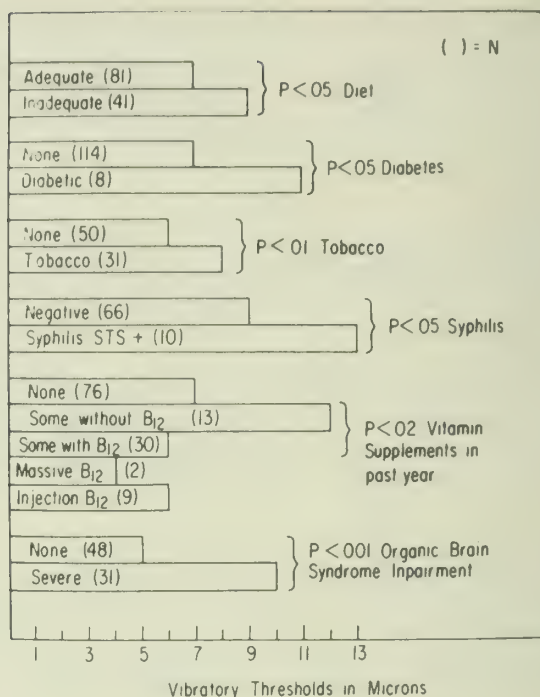 ( ) = N
Adequate (81)
Inadequate (41)
P < 05 Diet
None (114)
Diabetic (8)
P < 05 Diabetes
None (50)
Tobacco (31)
P < 01 Tobacco
Negative (66)
Syphilis STS + (10)
P < 05 Syphilis
None (76)
Some without B12 (13)
Some with B12 (30)
Massive B12 (2)
Injection B12 (9)
P < 02 Vitamin
Supplements in
past year
None (48)
Severe (31)
P < 001 Organic Brain
Syndrome Inpairment
1 3 5 7 9 11 13
Vibratory Thresholds in Microns